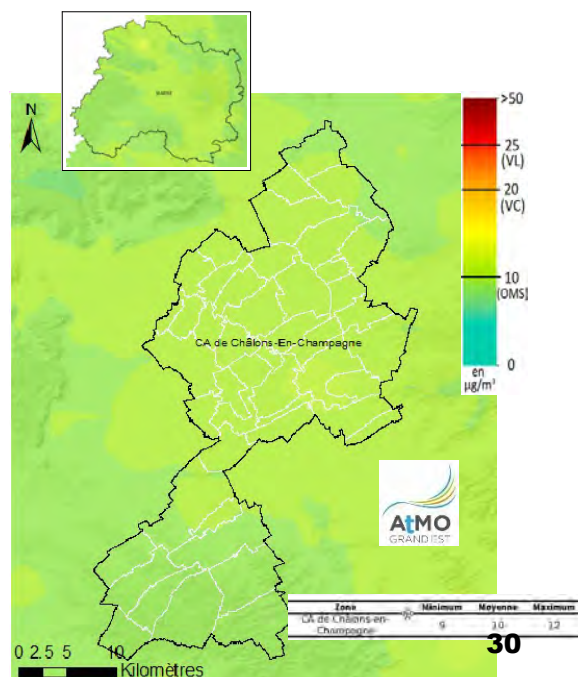 MARNE
N
>50
25
(VL)
20
(VC)
10
(OMS)
0
en
µg/m³
CA de Châlons-En-Champagne
AtMO
GRAND EST
Zone Minimum Moyenne Maximum
CA de Châlons-en-
Champagne 9 10 12
30
0 2.5 5 10
Kilomètres